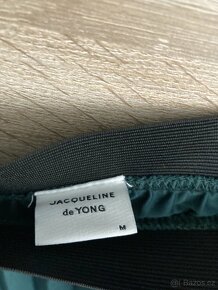 JACQUELINE
de YONG
M
Bazos.cz